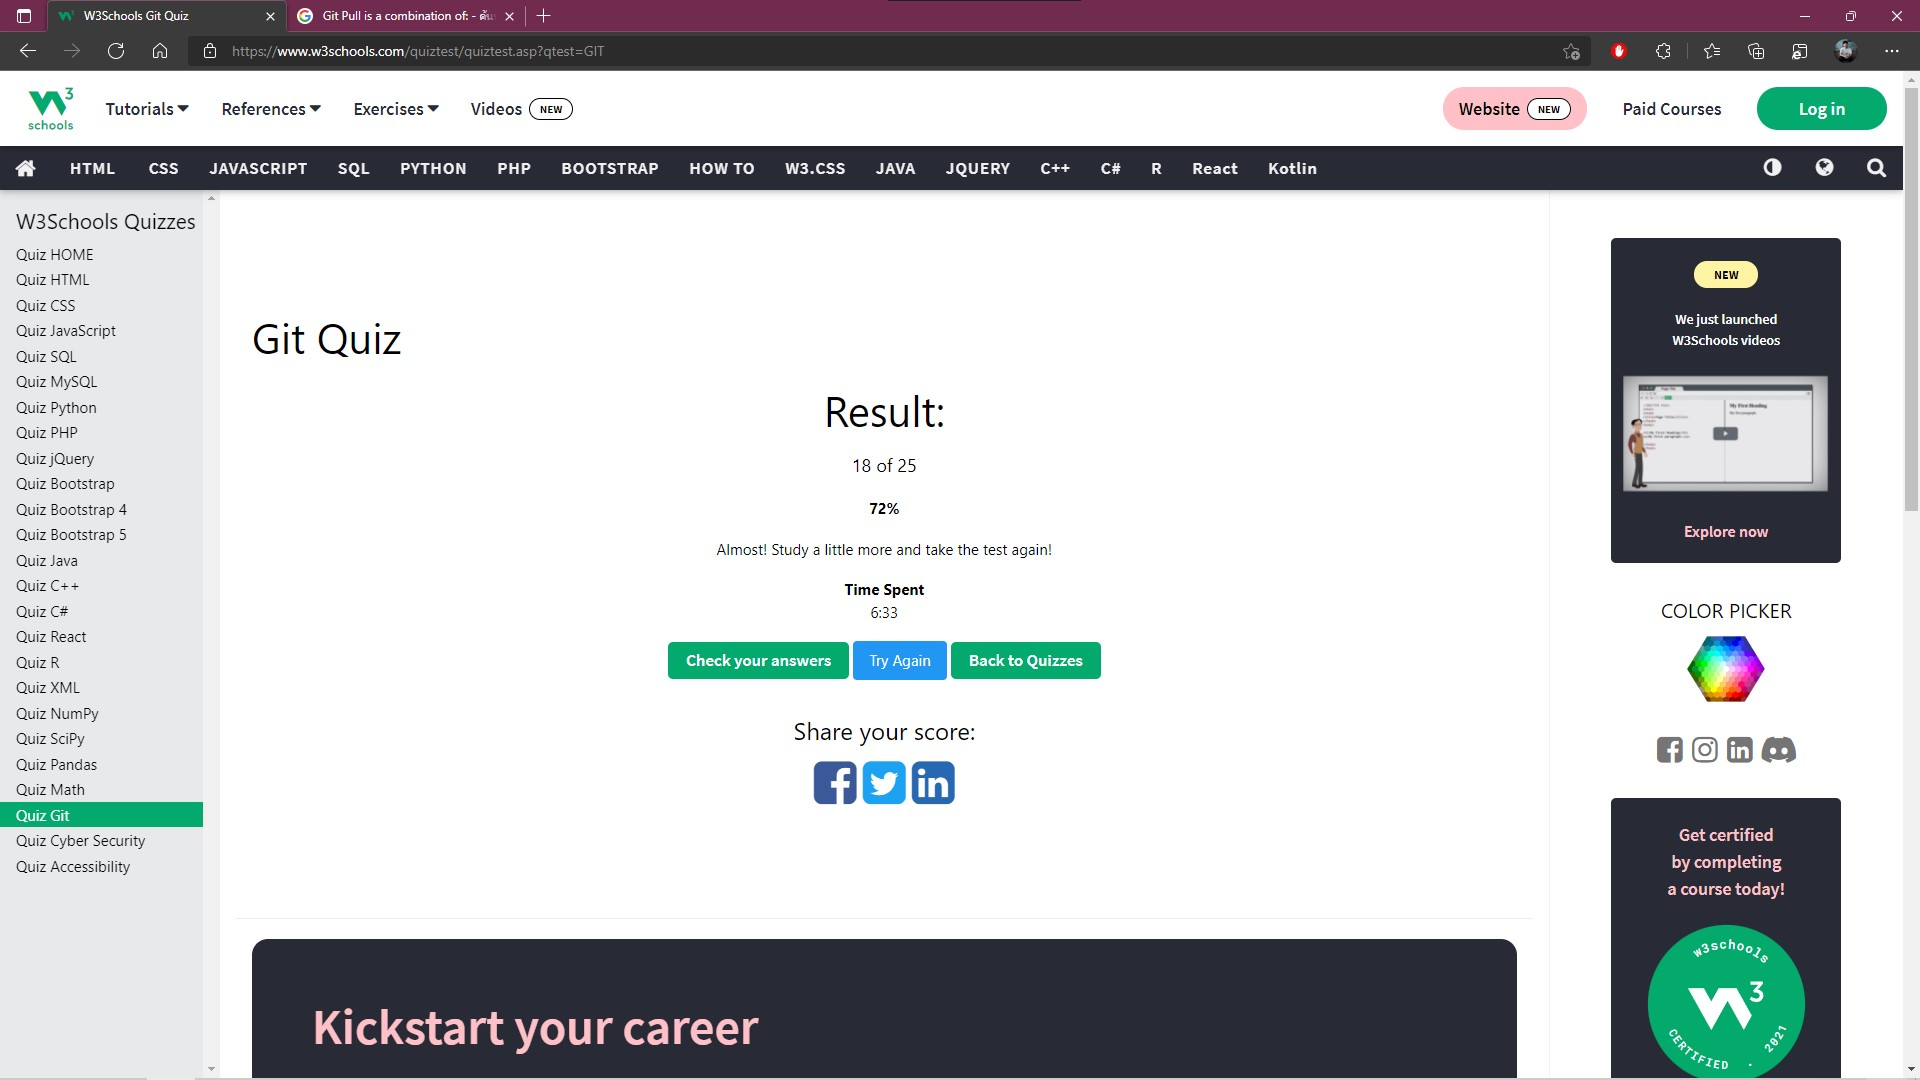 W3Schools Git Quiz
Git Pull is a combination of: - ค้น
https://www.w3schools.com/quiztest/quiztest.asp?qtest=GIT
3
schools
Tutorials
References
Exercises
Videos NEW
Website NEW
Paid Courses
Log in
HTML CSS JAVASCRIPT SQL PYTHON PHP BOOTSTRAP HOW TO W3.CSS JAVA JQUERY C++ C# R React Kotlin
W3Schools Quizzes
Quiz HOME
Quiz HTML
Quiz CSS
Quiz JavaScript
Quiz SQL
Quiz MySQL
Quiz Python
Quiz PHP
Quiz jQuery
Quiz Bootstrap
Quiz Bootstrap 4
Quiz Bootstrap 5
Quiz Java
Quiz C++
Quiz C#
Quiz React
Quiz R
Quiz XML
Quiz NumPy
Quiz SciPy
Quiz Pandas
Quiz Math
Quiz Git
Quiz Cyber Security
Quiz Accessibility
Git Quiz
Result:
18 of 25
72%
Almost! Study a little more and take the test again!
Time Spent
6:33
Check your answers
Try Again
Back to Quizzes
Share your score:
Kickstart your career
NEW
We just launched
W3Schools videos
My First Heading
Explore now
COLOR PICKER
Get certified
by completing
a course today!
w3schools
3
CERTIFIED . 2021